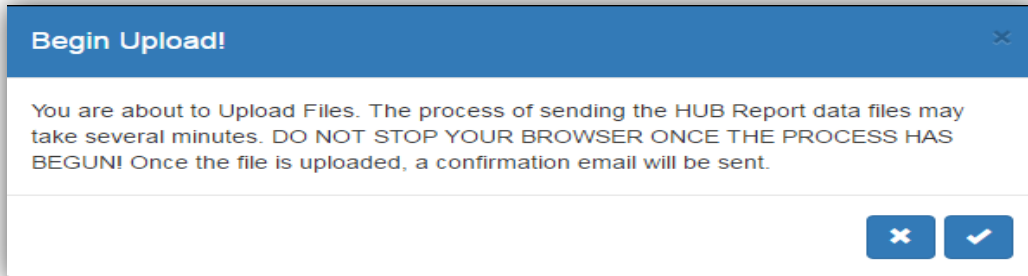 Begin Upload!
You are about to Upload Files. The process of sending the HUB Report data files may
take several minutes. DO NOT STOP YOUR BROWSER ONCE THE PROCESS HAS
BEGUN! Once the file is uploaded, a confirmation email will be sent.